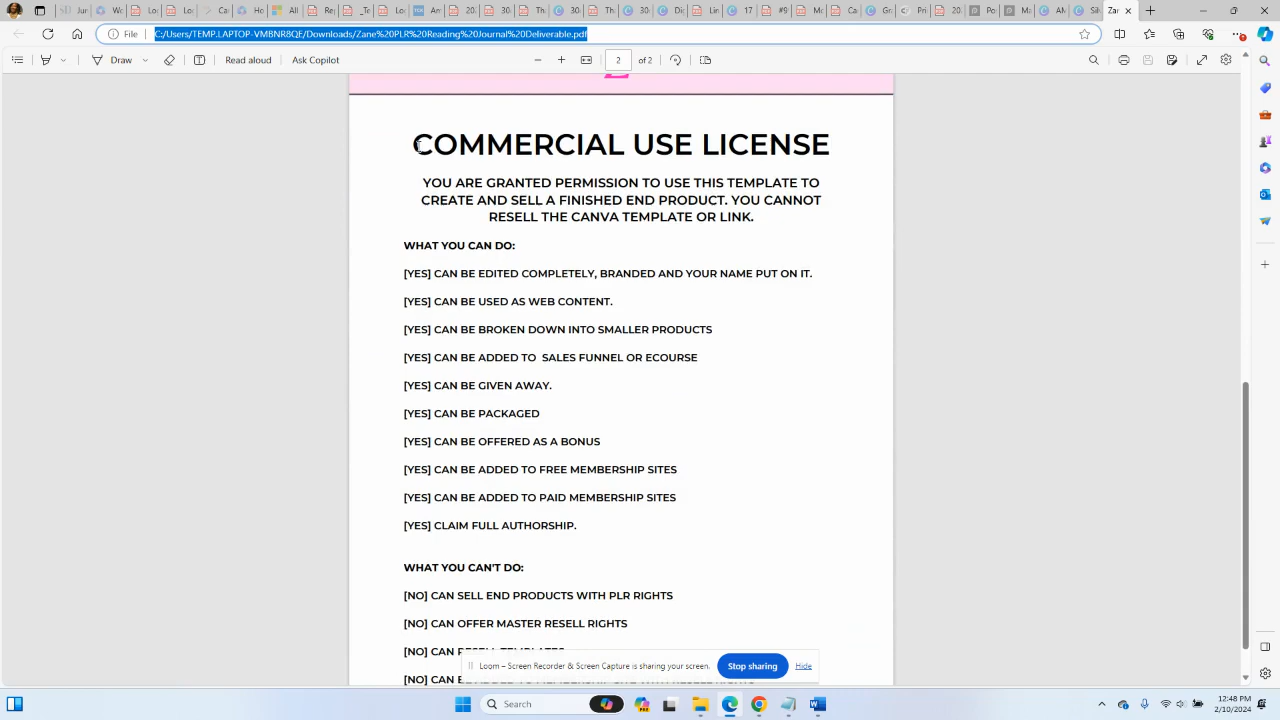 File
C:/Users/TEMP.LAPTOP-VMBNR8QE/Downloads/Zane%20PLR%20Reading%20Journal%20Deliverable.pdf
Draw
Read aloud
Ask Copilot
2
of 2
COMMERCIAL USE LICENSE
YOU ARE GRANTED PERMISSION TO USE THIS TEMPLATE TO
CREATE AND SELL A FINISHED END PRODUCT. YOU CANNOT
RESELL THE CANVA TEMPLATE OR LINK.
WHAT YOU CAN DO:
[YES] CAN BE EDITED COMPLETELY, BRANDED AND YOUR NAME PUT ON IT.
[YES] CAN BE USED AS WEB CONTENT.
[YES] CAN BE BROKEN DOWN INTO SMALLER PRODUCTS
[YES] CAN BE ADDED TO  SALES FUNNEL OR ECOURSE
[YES] CAN BE GIVEN AWAY.
[YES] CAN BE PACKAGED
[YES] CAN BE OFFERED AS A BONUS
[YES] CAN BE ADDED TO FREE MEMBERSHIP SITES
[YES] CAN BE ADDED TO PAID MEMBERSHIP SITES
[YES] CLAIM FULL AUTHORSHIP.
WHAT YOU CAN'T DO:
[NO] CAN SELL END PRODUCTS WITH PLR RIGHTS
[NO] CAN OFFER MASTER RESELL RIGHTS
[NO] CAN
Loom – Screen Recorder & Screen Capture is sharing your screen.
Stop sharing
Hide
[NO] CAN
Search
12:48 PM
2/10/2024